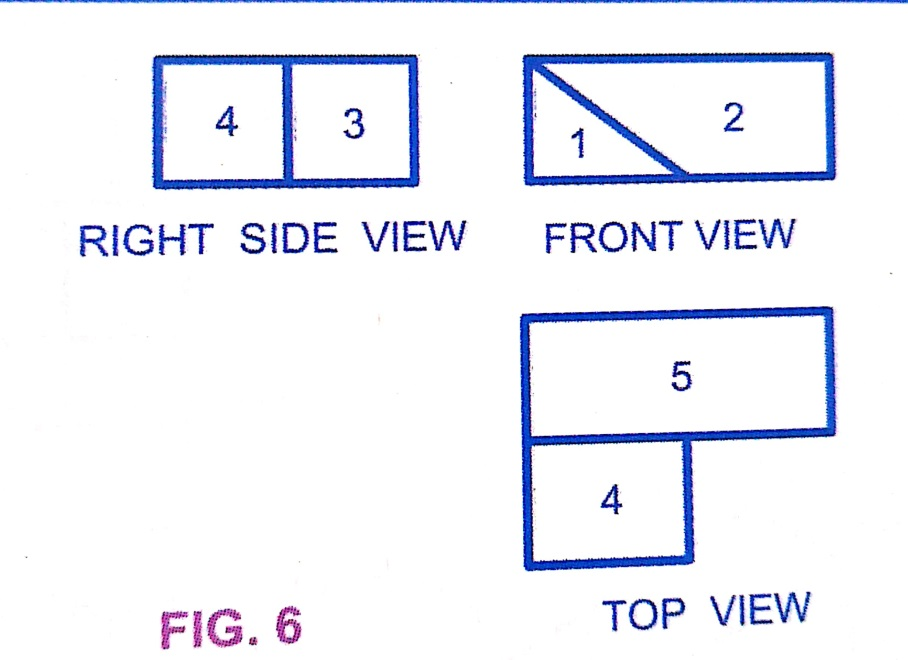 4 3
RIGHT SIDE VIEW
1 2
FRONT VIEW
5
4
TOP VIEW
FIG. 6